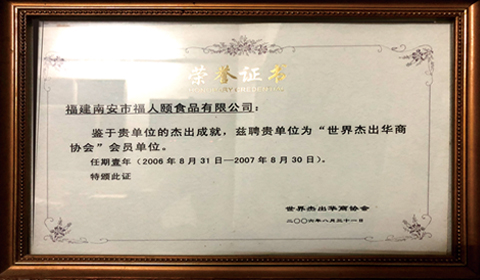 荣誉证书
HONORARY CREDENTIAL
福建南安市福人颐食品有限公司：
鉴于贵单位的杰出成就，兹聘贵单位为“世界杰出华商
协会”会员单位。
任期壹年（2006年8月31日—2007年8月30日）。
特颁此证
世界杰出华商协会
二〇〇六年八月三十一日